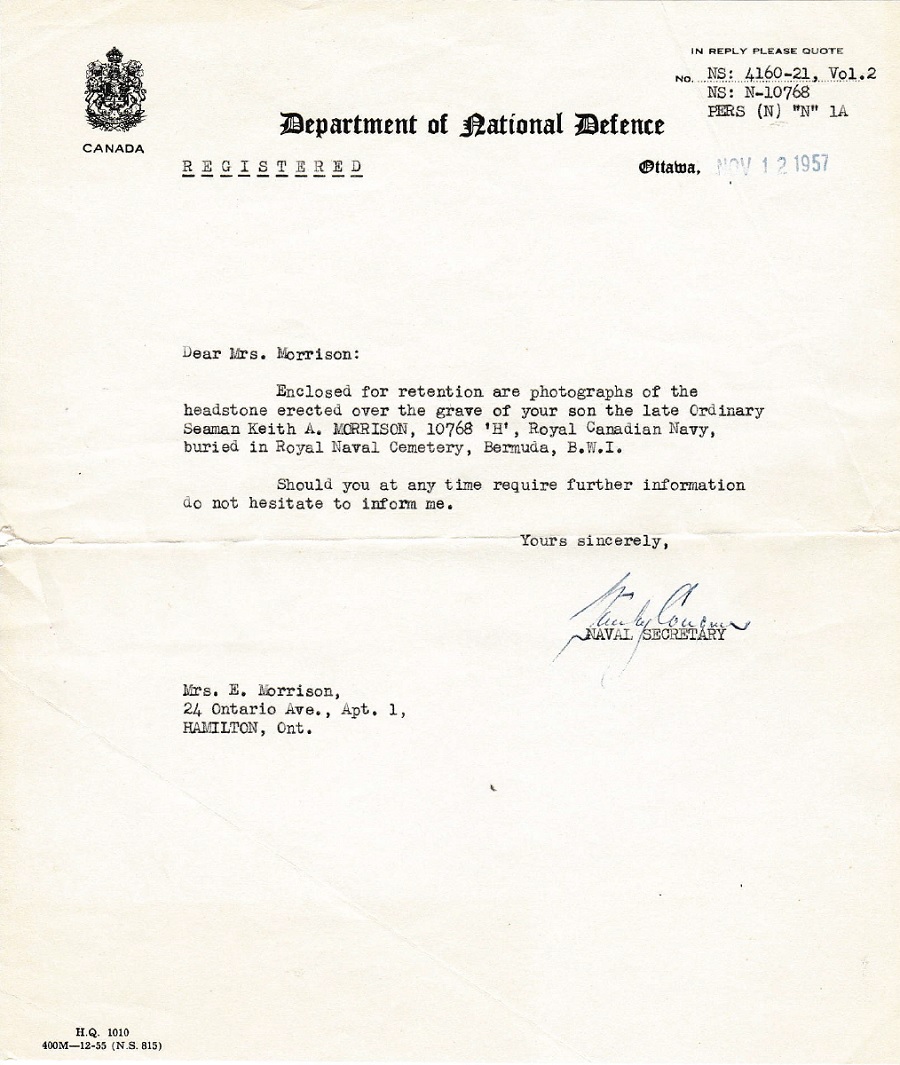 IN REPLY PLEASE QUOTE
No. NS: 4160-21, Vol.2
NS: N-10768
PERS (N) "N" 1A
CANADA
Department of National Defence
REGISTERED
Ottawa, NOV 12 1957
Dear Mrs. Morrison:
Enclosed for retention are photographs of the
headstone erected over the grave of your son the late Ordinary
Seaman Keith A. MORRISON, 10768 'H', Royal Canadian Navy,
buried in Royal Naval Cemetery, Bermuda, B.W.I.
Should you at any time require further information
do not hesitate to inform me.
Yours sincerely,
NAVAL SECRETARY
Mrs. E. Morrison,
24 Ontario Ave., Apt. 1,
HAMILTON, Ont.
H.Q. 1010
400M—12-55 (N.S. 815)